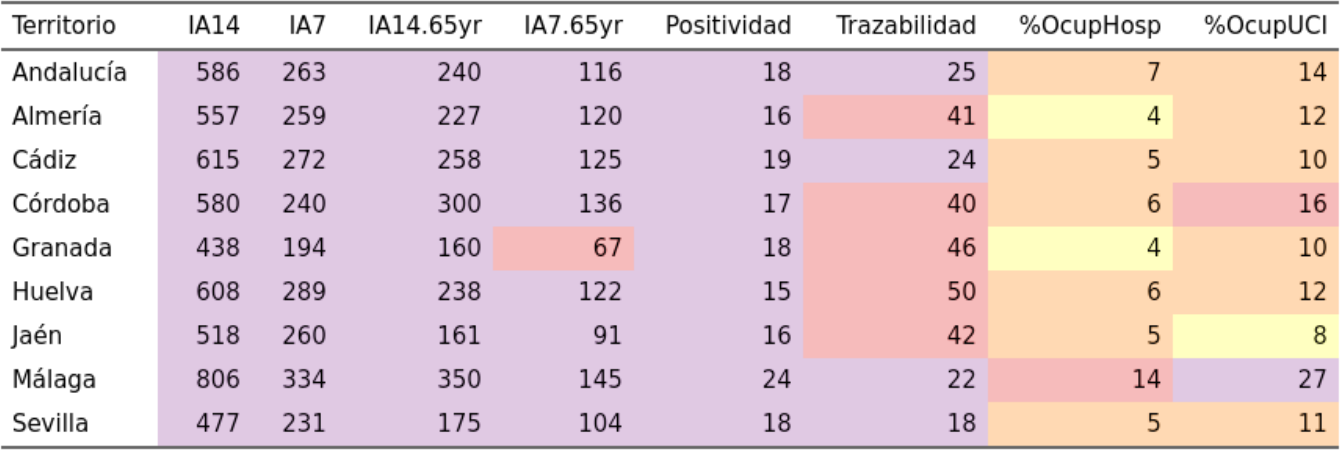 Territorio IA14 IA7 IA14.65yr IA7.65yr Positividad Trazabilidad %OcupHosp %OcupUCI
Andalucía 586 263 240 116 18 25 7 14
Almería 557 259 227 120 16 41 4 12
Cádiz 615 272 258 125 19 24 5 10
Córdoba 580 240 300 136 17 40 6 16
Granada 438 194 160 67 18 46 4 10
Huelva 608 289 238 122 15 50 6 12
Jaén 518 260 161 91 16 42 5 8
Málaga 806 334 350 145 24 22 14 27
Sevilla 477 231 175 104 18 18 5 11